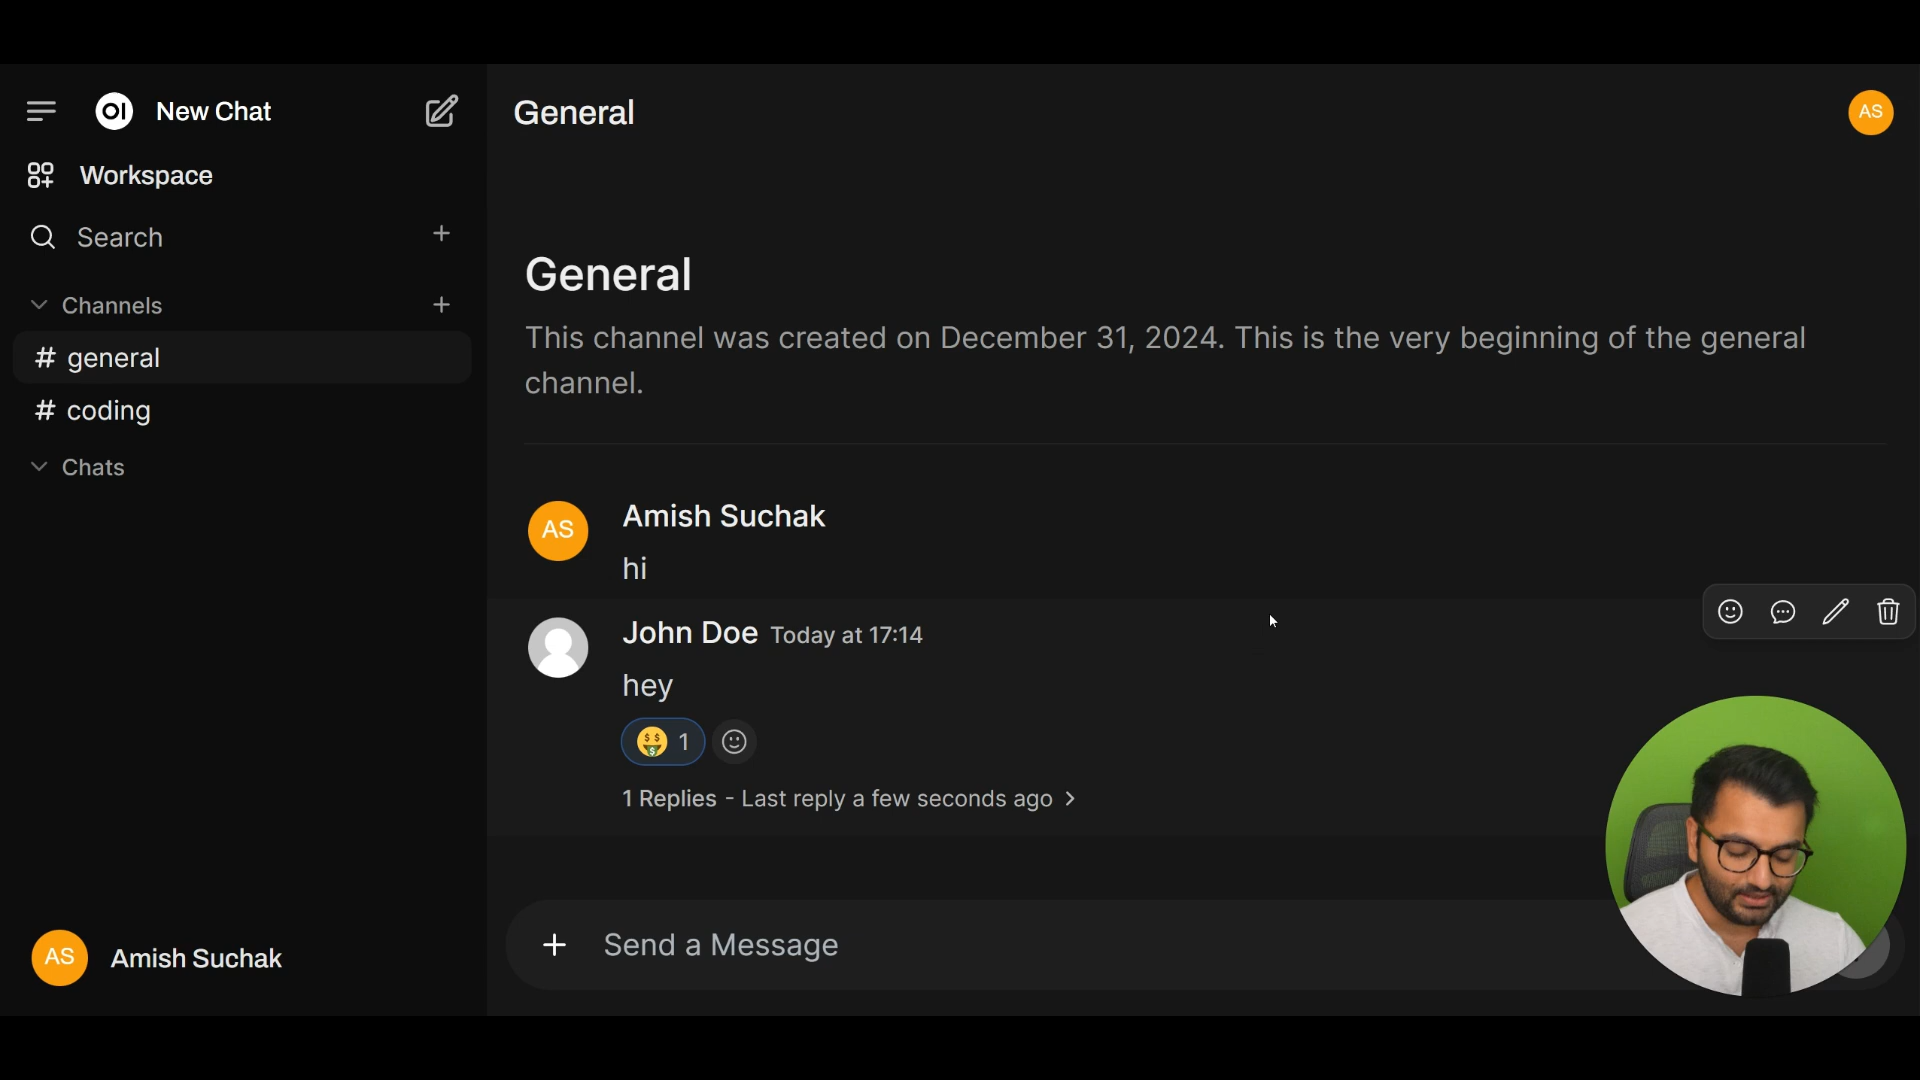 OI New Chat
Workspace
Search
Channels
# general
# coding
Chats
AS Amish Suchak
General
AS
General
This channel was created on December 31, 2024. This is the very beginning of the general
channel.
AS
Amish Suchak
hi
John Doe Today at 17:14
hey
1
1 Replies - Last reply a few seconds ago
Send a Message